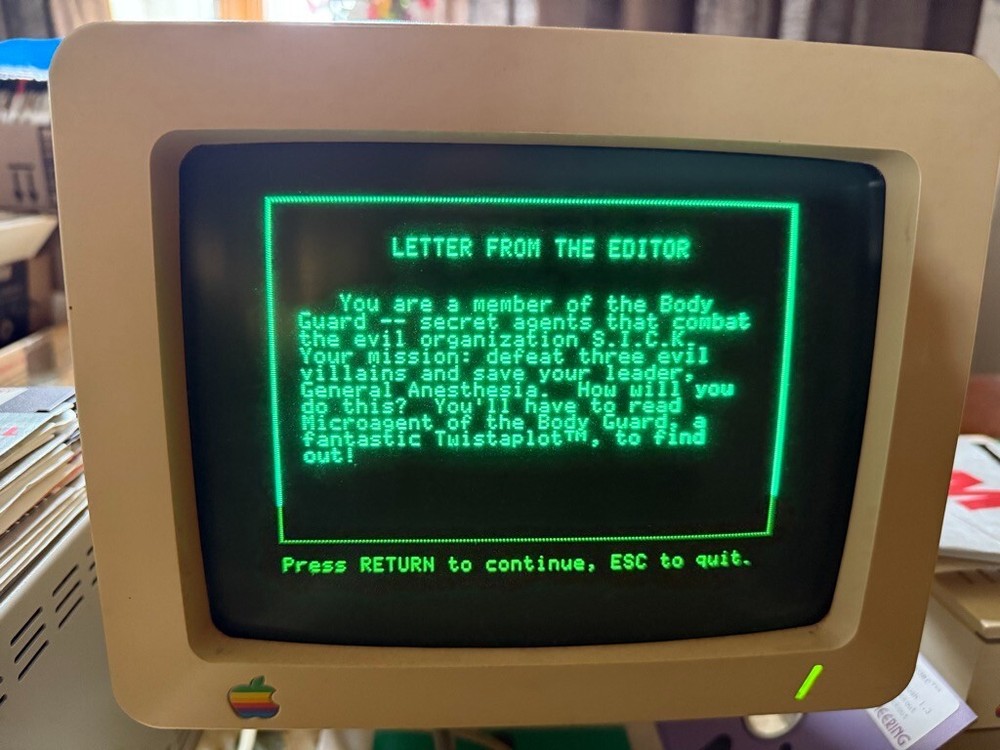 LETTER FROM THE EDITOR
You are a member of the Body
Guard -- secret agents that combat
the evil organization S.I.C.K.
Your mission: defeat three evil
villains and save your leader,
General Anesthesia. How will you
do this? You'll have to read
Microagent of the Body Guard, a
fantastic Twistaplot™, to find
out!
Press RETURN to continue, ESC to quit.